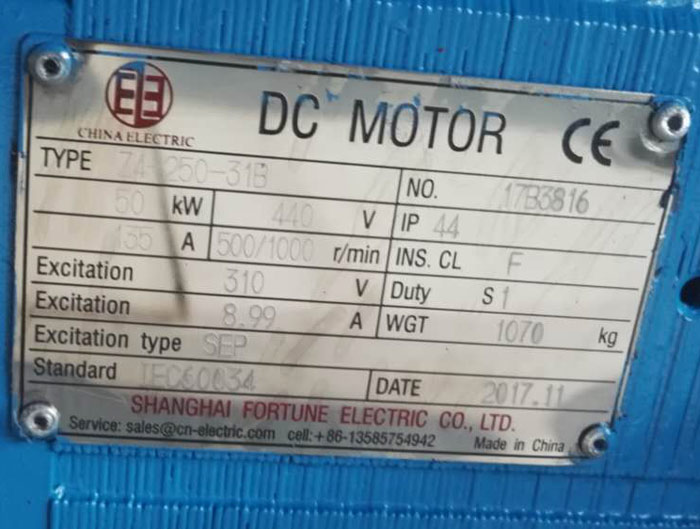 CHINA ELECTRIC
DC MOTOR CE
TYPE Z4-250-31B
NO. 17B3816
50 kW 440 V
IP 44
135 A 500/1000 r/min
INS. CL F
Excitation 310 V
Duty S1
Excitation 8.99 A
WGT 1070 kg
Excitation type SEP
Standard IEC60034
DATE 2017.11
SHANGHAI FORTUNE ELECTRIC CO., LTD.
Service: sales@cn-electric.com cell:+86-13585754942 Made in China